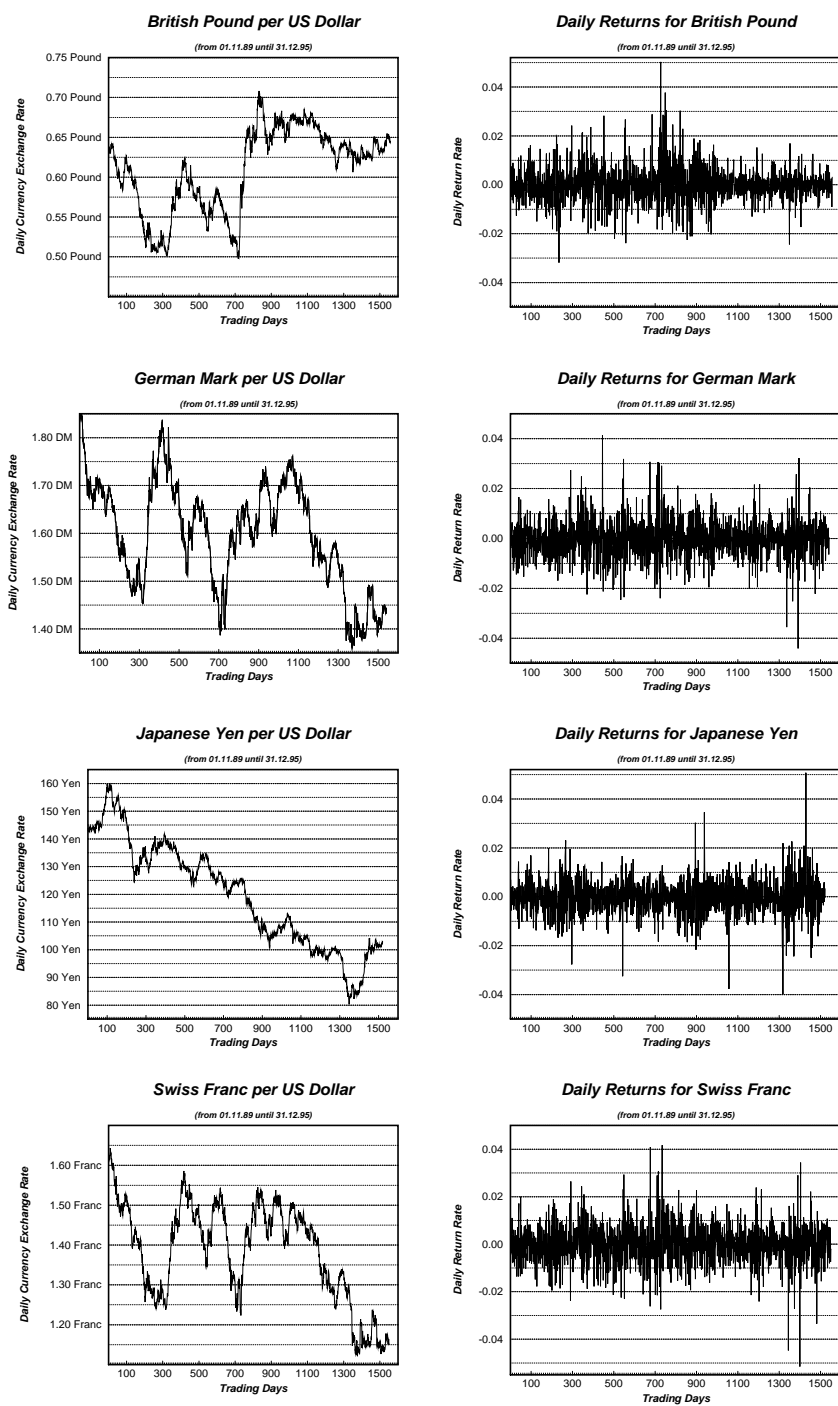 British Pound per US Dollar
(from 01.11.89 until 31.12.95)
Daily Currency Exchange Rate
0.75 Pound
0.70 Pound
0.65 Pound
0.60 Pound
0.55 Pound
0.50 Pound
100 300 500 700 900 1100 1300 1500
Trading Days
Daily Returns for British Pound
(from 01.11.89 until 31.12.95)
Daily Return Rate
0.04
0.02
0.00
-0.02
-0.04
100 300 500 700 900 1100 1300 1500
Trading Days
German Mark per US Dollar
(from 01.11.89 until 31.12.95)
Daily Currency Exchange Rate
1.80 DM
1.70 DM
1.60 DM
1.50 DM
1.40 DM
100 300 500 700 900 1100 1300 1500
Trading Days
Daily Returns for German Mark
(from 01.11.89 until 31.12.95)
Daily Return Rate
0.04
0.02
0.00
-0.02
-0.04
100 300 500 700 900 1100 1300 1500
Trading Days
Japanese Yen per US Dollar
(from 01.11.89 until 31.12.95)
Daily Currency Exchange Rate
160 Yen
150 Yen
140 Yen
130 Yen
120 Yen
110 Yen
100 Yen
90 Yen
80 Yen
100 300 500 700 900 1100 1300 1500
Trading Days
Daily Returns for Japanese Yen
(from 01.11.89 until 31.12.95)
Daily Return Rate
0.04
0.02
0.00
-0.02
-0.04
100 300 500 700 900 1100 1300 1500
Trading Days
Swiss Franc per US Dollar
(from 01.11.89 until 31.12.95)
Daily Currency Exchange Rate
1.60 Franc
1.50 Franc
1.40 Franc
1.30 Franc
1.20 Franc
100 300 500 700 900 1100 1300 1500
Trading Days
Daily Returns for Swiss Franc
(from 01.11.89 until 31.12.95)
Daily Return Rate
0.04
0.02
0.00
-0.02
-0.04
100 300 500 700 900 1100 1300 1500
Trading Days